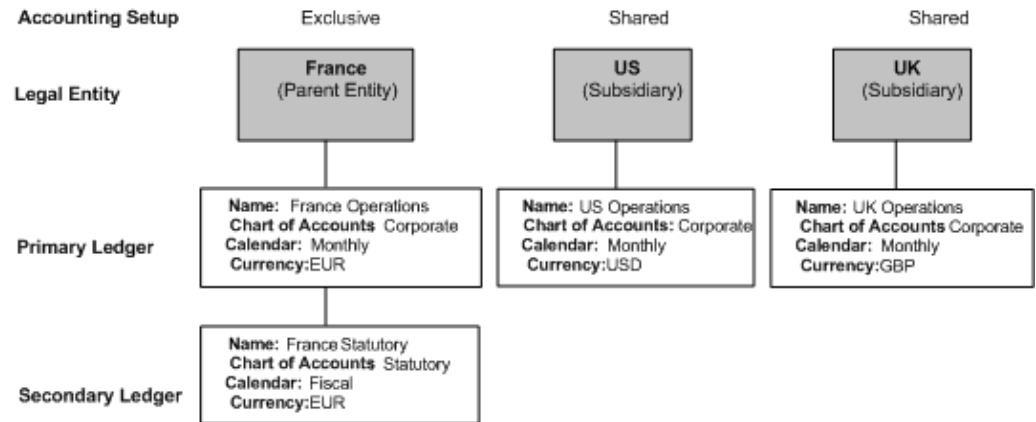 Accounting Setup Exclusive Shared Shared
Legal Entity
France
(Parent Entity)
US
(Subsidiary)
UK
(Subsidiary)
Primary Ledger
Name: France Operations
Chart of Accounts Corporate
Calendar: Monthly
Currency:EUR
Name: US Operations
Chart of Accounts: Corporate
Calendar: Monthly
Currency:USD
Name: UK Operations
Chart of Accounts Corporate
Calendar: Monthly
Currency:GBP
Secondary Ledger
Name: France Statutory
Chart of Accounts Statutory
Calendar: Fiscal
Currency:EUR